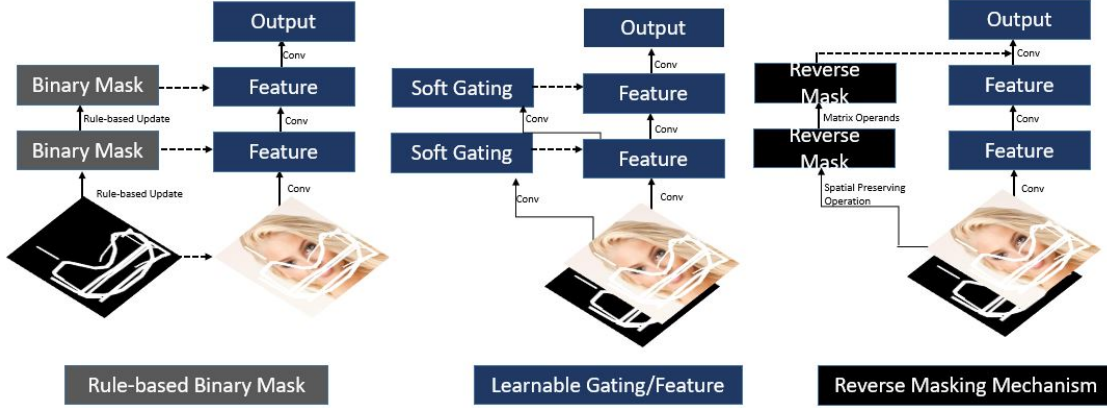 Output
Conv
Binary Mask
Feature
Rule-based Update
Conv
Binary Mask
Feature
Rule-based Update
Conv
Rule-based Binary Mask
Output
Conv
Soft Gating
Feature
Conv
Conv
Soft Gating
Feature
Conv
Conv
Learnable Gating/Feature
Output
Conv
Reverse
Mask
Feature
Matrix Operands
Conv
Reverse
Mask
Feature
Spatial Preserving
Operation
Conv
Reverse Masking Mechanism